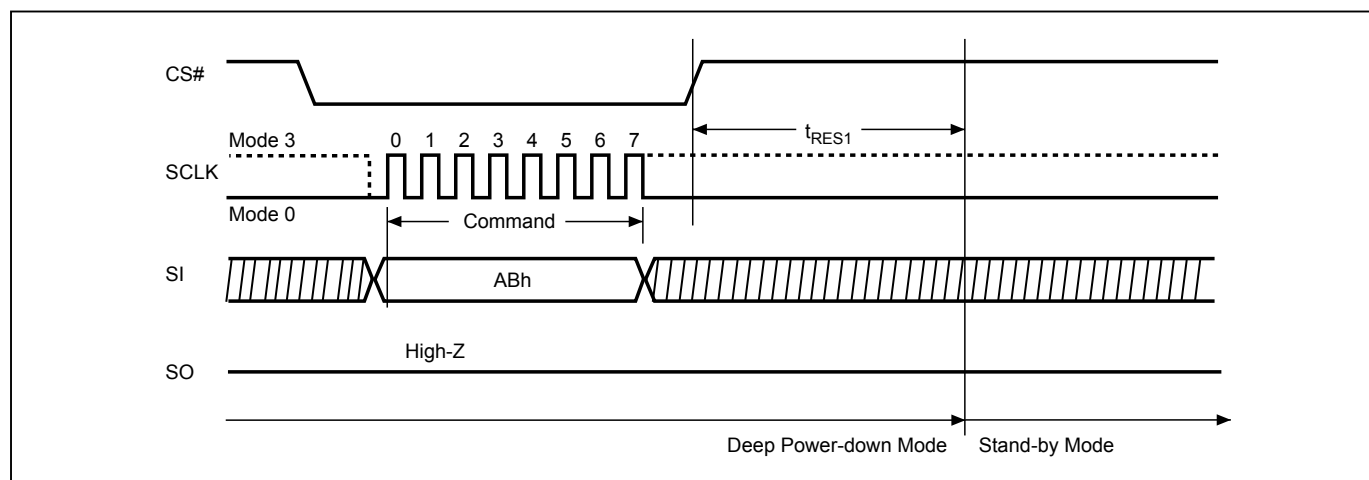 CS#
tRES1
Mode 3
0 1 2 3 4 5 6 7
SCLK
Mode 0
Command
SI
ABh
High-Z
SO
Deep Power-down Mode
Stand-by Mode